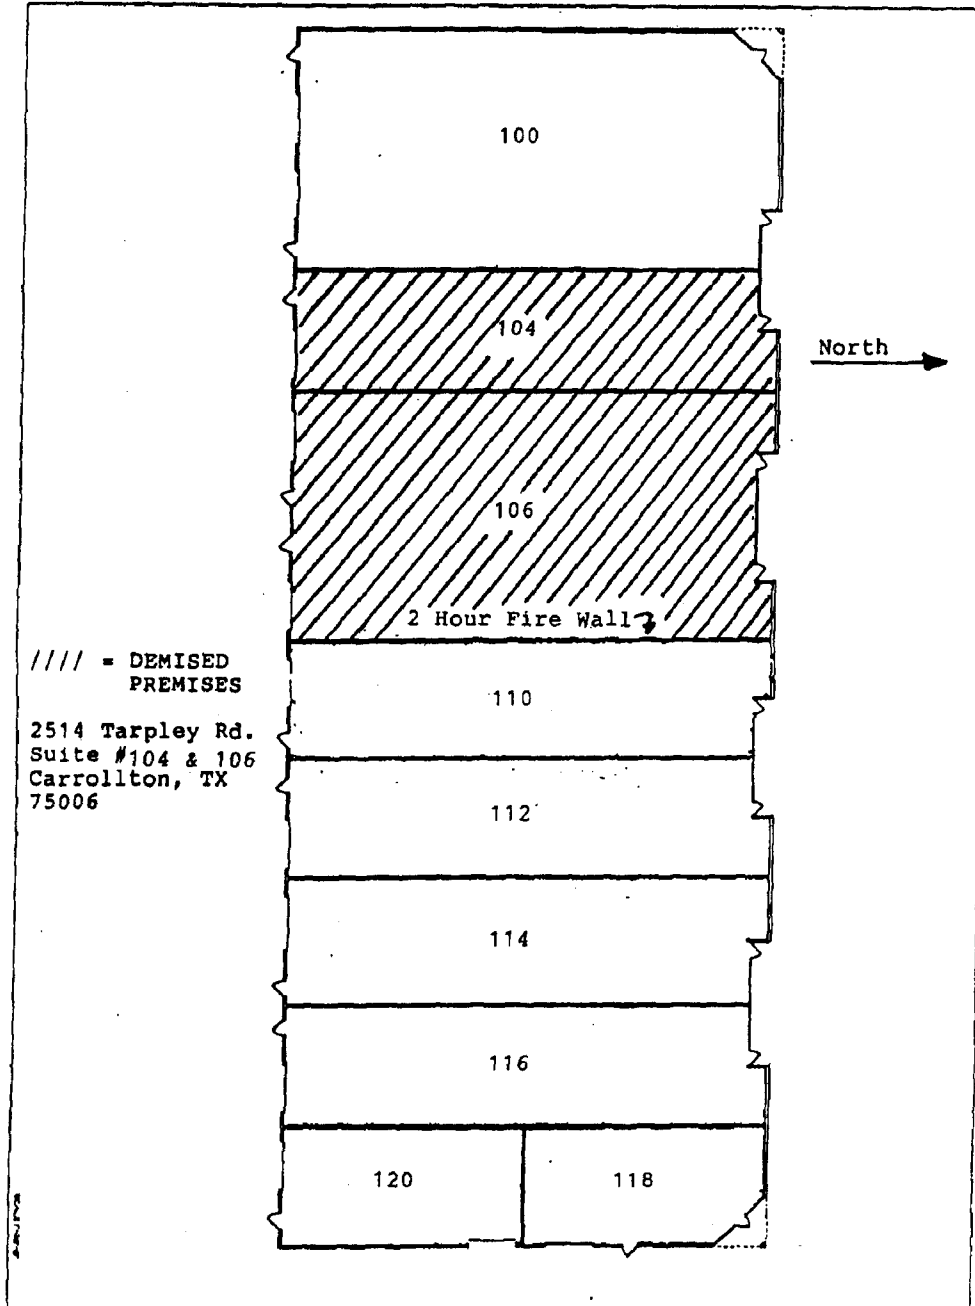 100
104
North
106
2 Hour Fire Wall
//// = DEMISED
PREMISES
110
2514 Tarpley Rd.
Suite #104 & 106
Carrollton, TX
75006
112
114
116
120
118